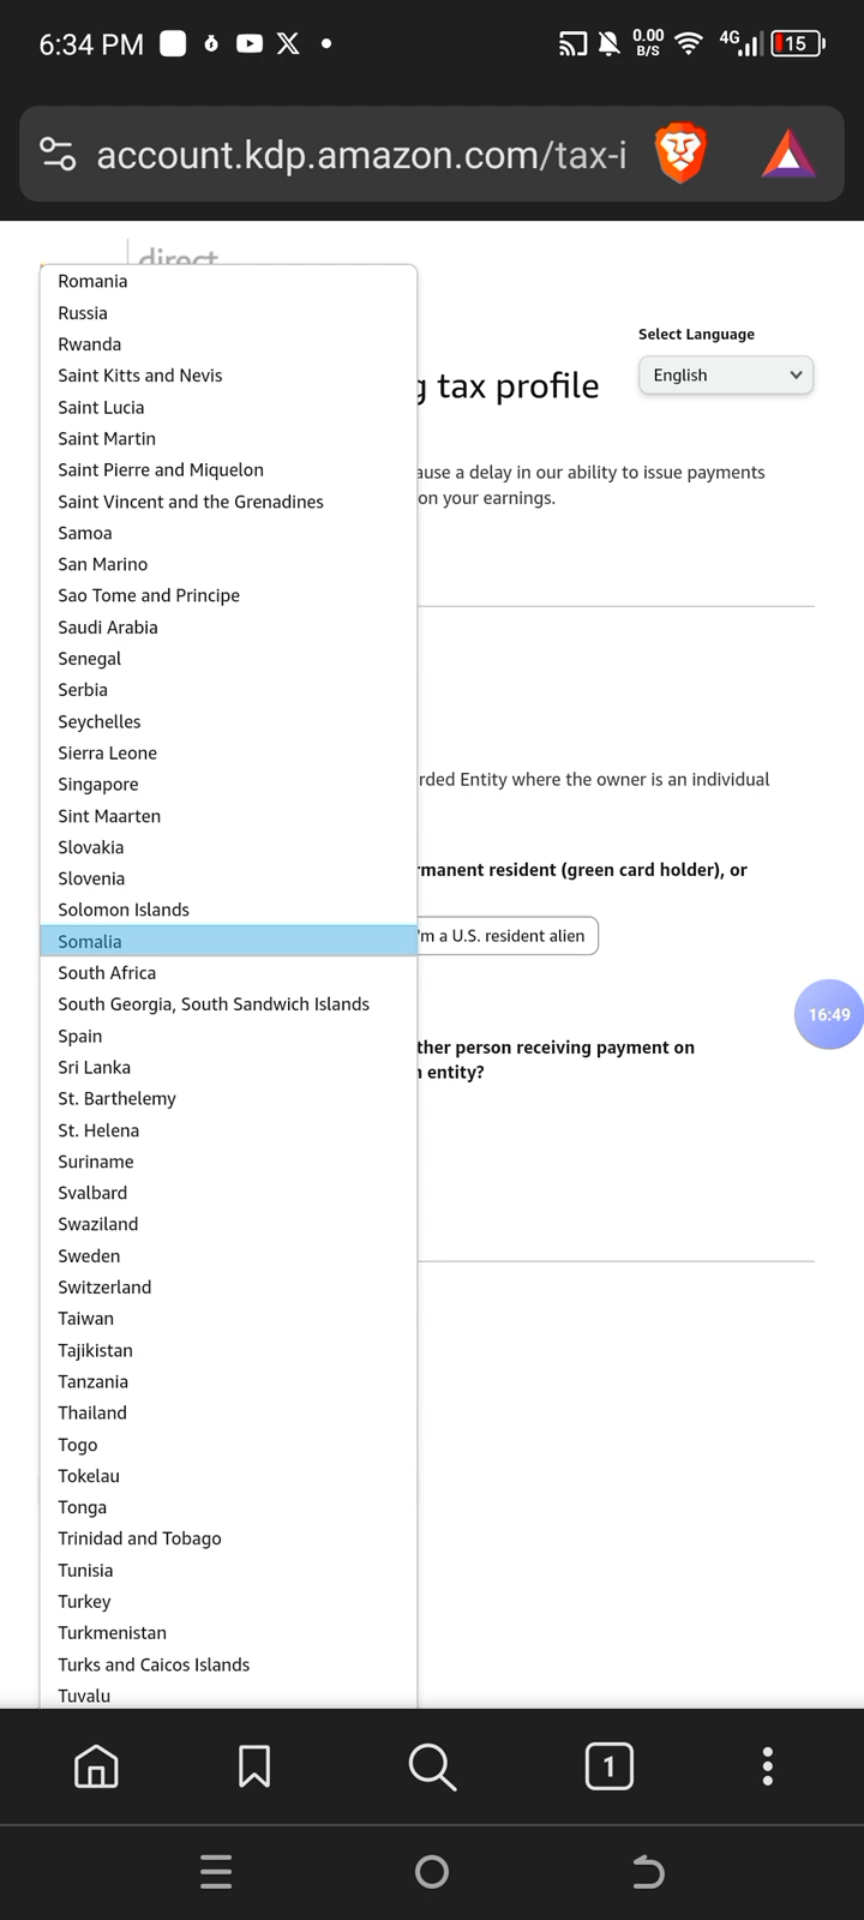 6:34 PM
0.00
B/S
4G
15
account.kdp.amazon.com/tax-i
direct
Select Language
English
g tax profile
ause a delay in our ability to issue payments
on your earnings.
rded Entity where the owner is an individual
rmanent resident (green card holder), or
'm a U.S. resident alien
16:49
ther person receiving payment on
n entity?
Romania
Russia
Rwanda
Saint Kitts and Nevis
Saint Lucia
Saint Martin
Saint Pierre and Miquelon
Saint Vincent and the Grenadines
Samoa
San Marino
Sao Tome and Principe
Saudi Arabia
Senegal
Serbia
Seychelles
Sierra Leone
Singapore
Sint Maarten
Slovakia
Slovenia
Solomon Islands
Somalia
South Africa
South Georgia, South Sandwich Islands
Spain
Sri Lanka
St. Barthelemy
St. Helena
Suriname
Svalbard
Swaziland
Sweden
Switzerland
Taiwan
Tajikistan
Tanzania
Thailand
Togo
Tokelau
Tonga
Trinidad and Tobago
Tunisia
Turkey
Turkmenistan
Turks and Caicos Islands
Tuvalu
1